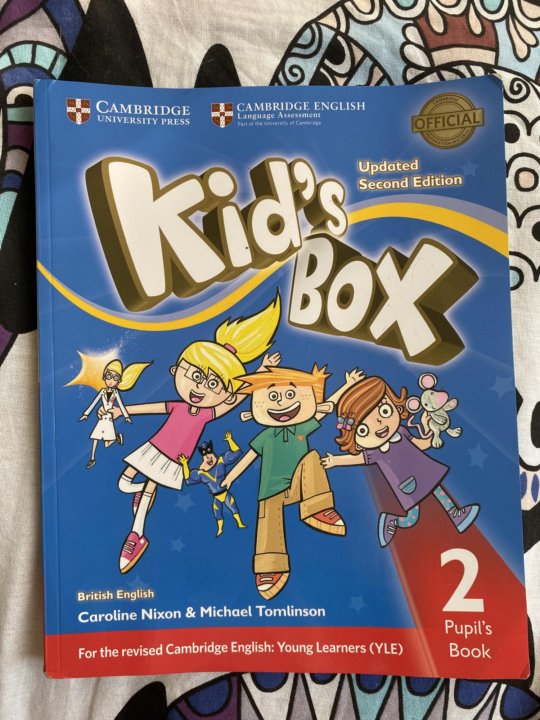 CAMBRIDGE
UNIVERSITY PRESS
CAMBRIDGE ENGLISH
Language Assessment
Part of the University of Cambridge
OFFICIAL
Updated
Second Edition
Kid's
BOX
British English
Caroline Nixon & Michael Tomlinson
2
Pupil's
Book
For the revised Cambridge English: Young Learners (YLE)